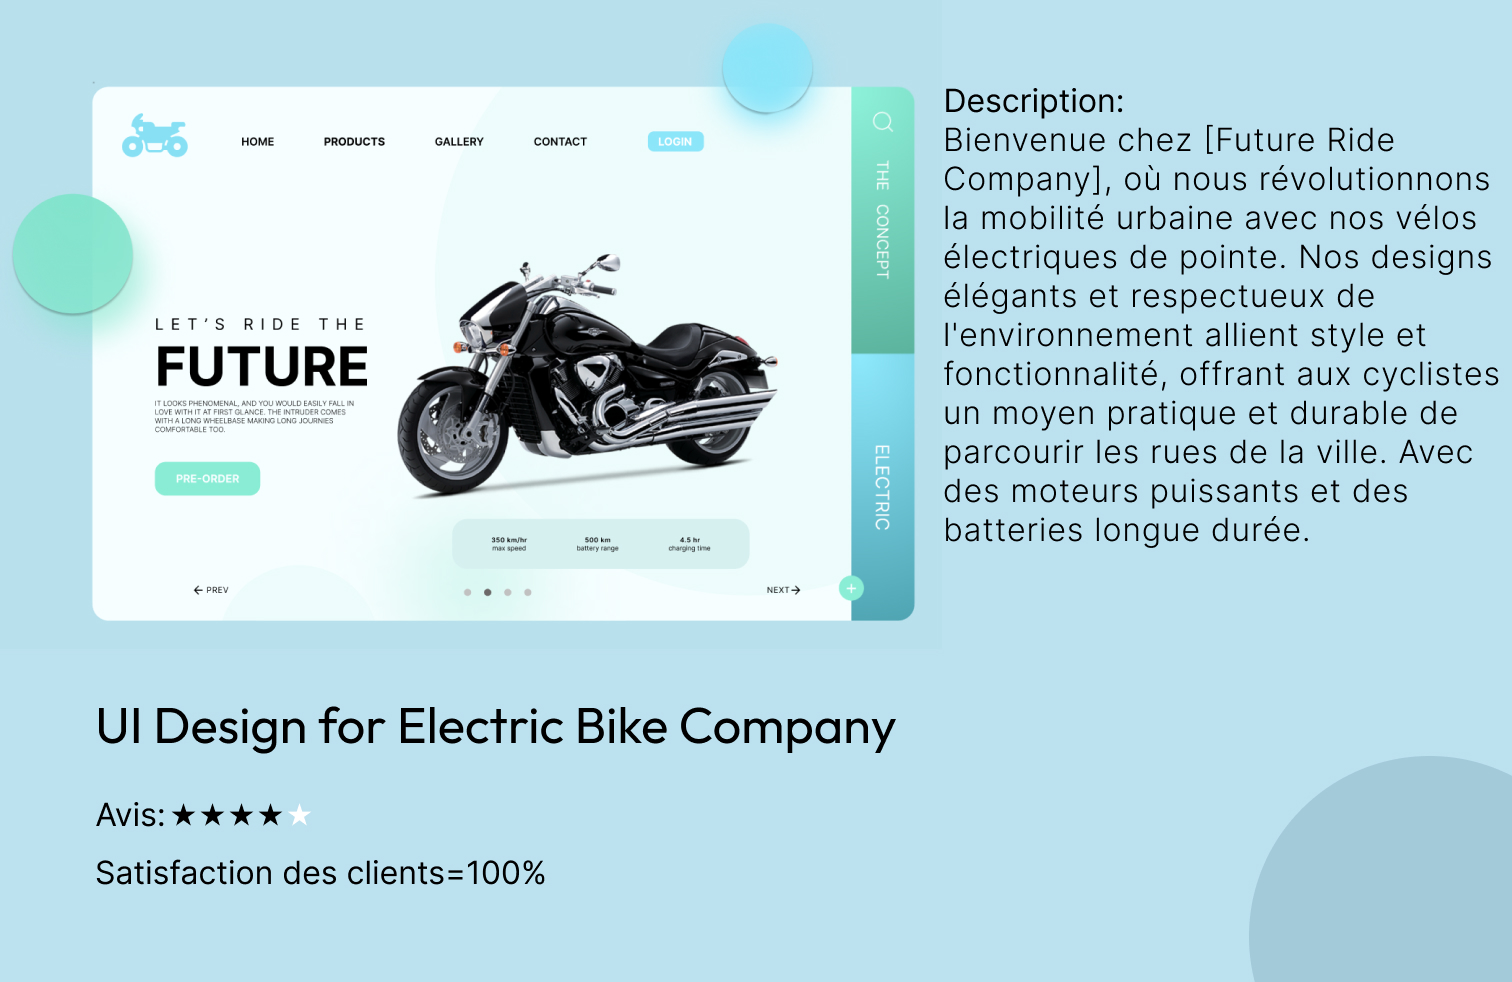 HOME PRODUCTS GALLERY CONTACT LOGIN
THE CONCEPT
LET’S RIDE THE
FUTURE
IT LOOKS PHENOMENAL, AND YOU WOULD EASILY FALL IN
LOVE WITH IT AT FIRST GLANCE. THE INTRUDER COMES
WITH A LONG WHEELBASE MAKING LONG JOURNIES
COMFORTABLE TOO.
PRE-ORDER
ELECTRIC
350 km/hr 500 km 4.5 hr
max speed battery range charging time
← PREV NEXT→
+
Description:
Bienvenue chez [Future Ride
Company], où nous révolutionnons
la mobilité urbaine avec nos vélos
électriques de pointe. Nos designs
élégants et respectueux de
l'environnement allient style et
fonctionnalité, offrant aux cyclistes
un moyen pratique et durable de
parcourir les rues de la ville. Avec
des moteurs puissants et des
batteries longue durée.
UI Design for Electric Bike Company
Avis: ★★★★★
Satisfaction des clients=100%